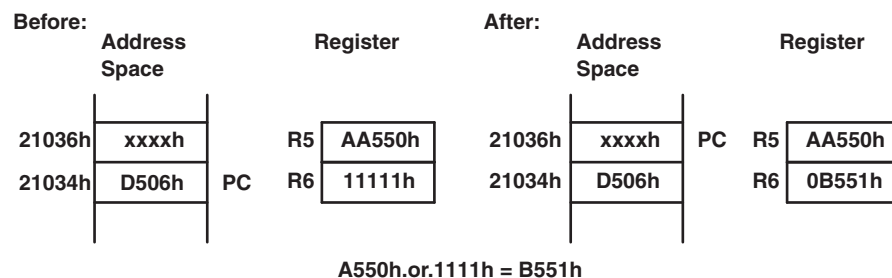 Before:
Address Space
Register
21036h xxxxh R5 AA550h
21034h D506h PC R6 11111h
After:
Address Space
Register
21036h xxxxh PC R5 AA550h
21034h D506h R6 0B551h
A550h.or.1111h = B551h